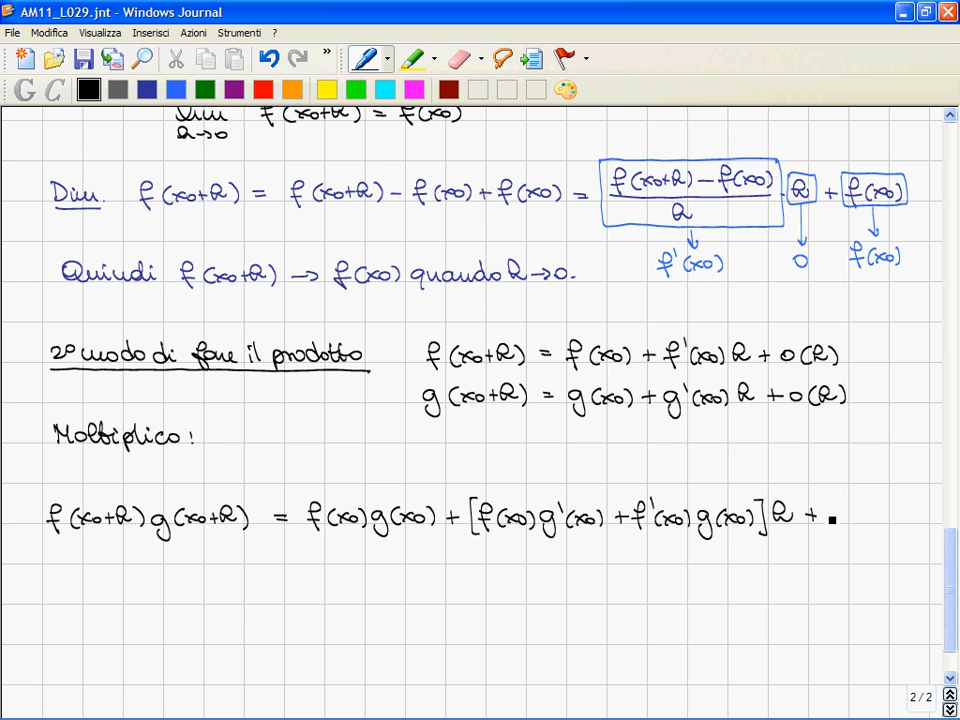 AM11_L029.jnt - Windows Journal
File Modifica Visualizza Inserisci Azioni Strumenti ?
lim f(x0+h) = f(x0)
h→0
Dim. f(x0+h) = f(x0+h) - f(x0) + f(x0) = (f(x0+h) - f(x0))/h · h + f(x0)
f'(x0) 0 f(x0)
Quindi f(x0+h) → f(x0) quando h→0.
2° modo di fare il prodotto f(x0+h) = f(x0) + f'(x0)h + o(h)
g(x0+h) = g(x0) + g'(x0)h + o(h)
Moltiplico:
f(x0+h)g(x0+h) = f(x0)g(x0) + [f(x0)g'(x0) + f'(x0)g(x0)]h +
2 / 2